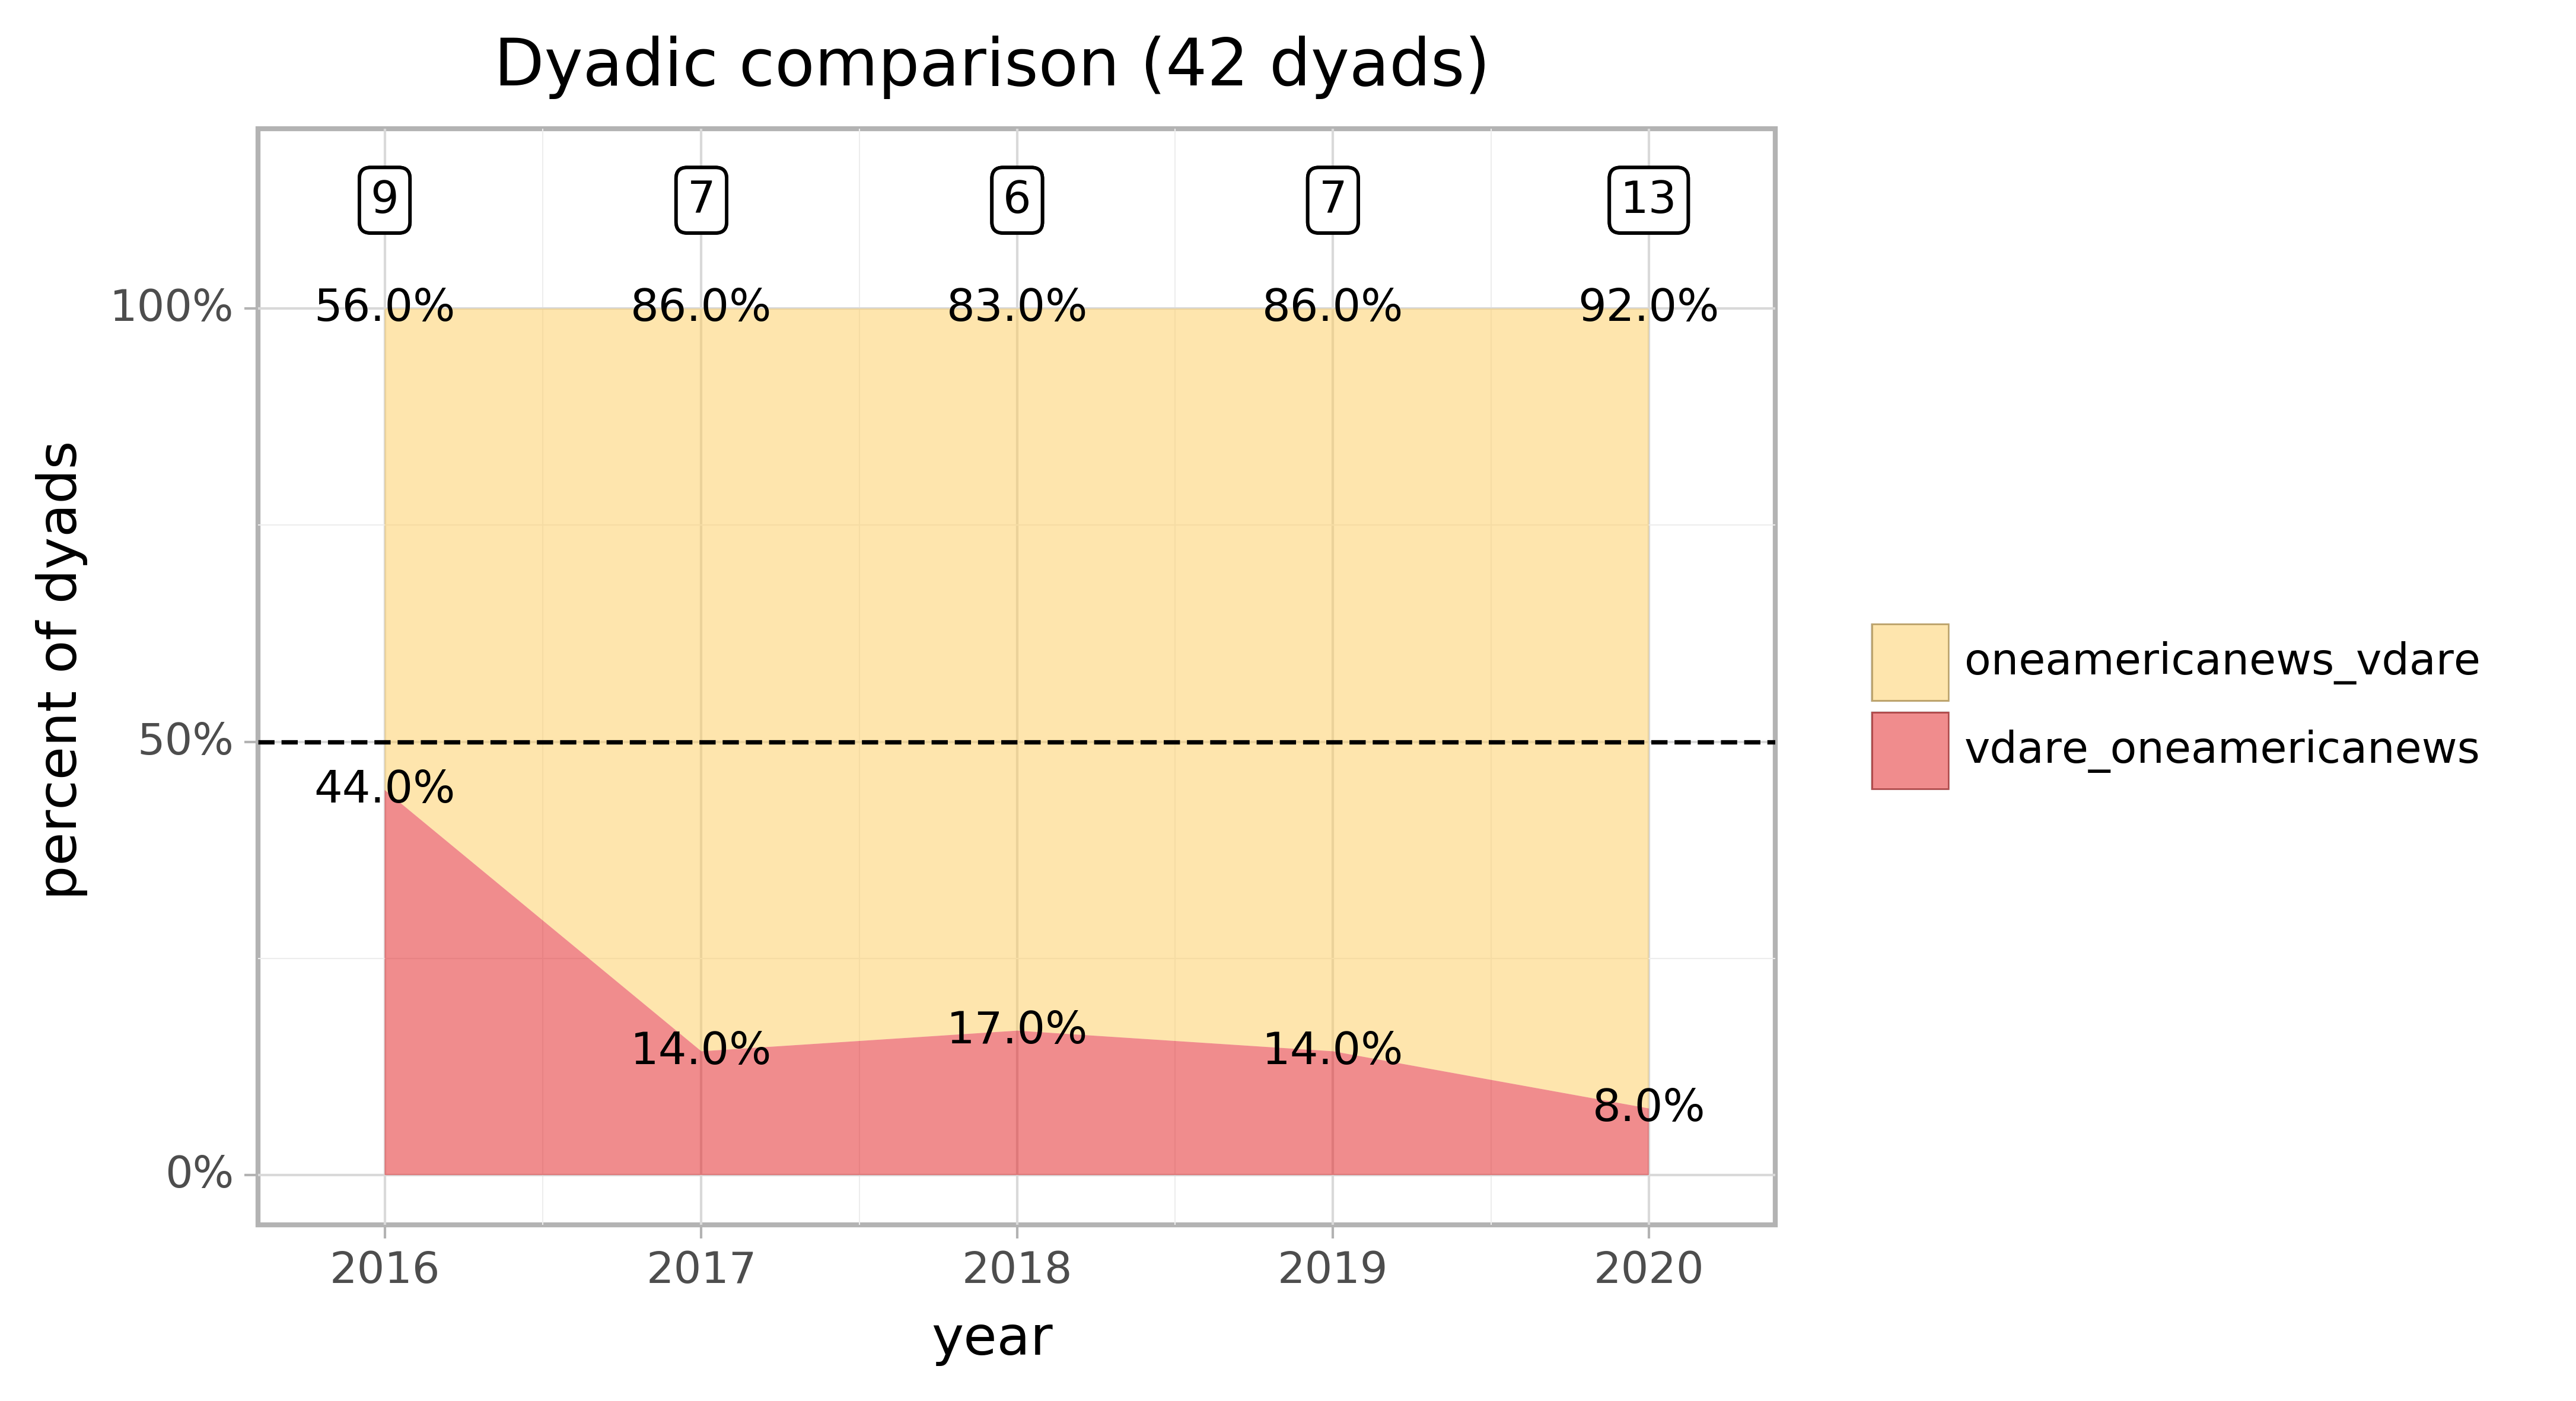 Dyadic comparison (42 dyads)
9 7 6 7 13
100%
56.0% 86.0% 83.0% 86.0% 92.0%
percent of dyads
50%
44.0%
14.0% 17.0% 14.0% 8.0%
0%
2016 2017 2018 2019 2020
year
oneamericanews_vdare
vdare_oneamericanews